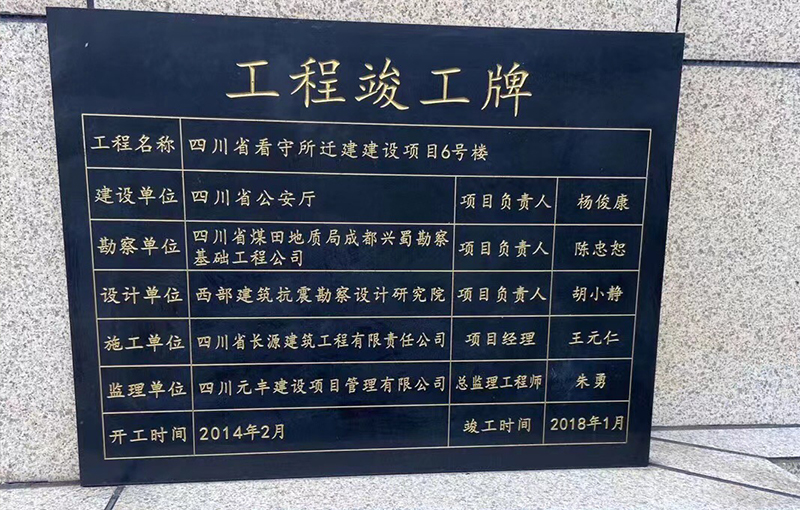 工程竣工牌
工程名称 四川省看守所迁建建设项目6号楼
建设单位 四川省公安厅 项目负责人 杨俊康
勘察单位 四川省煤田地质局成都兴蜀勘察
基础工程公司 项目负责人 陈忠恕
设计单位 西部建筑抗震勘察设计研究院 项目负责人 胡小静
施工单位 四川省长源建筑工程有限责任公司 项目经理 王元仁
监理单位 四川元丰建设项目管理有限公司 总监理工程师 朱勇
开工时间 2014年2月 竣工时间 2018年1月